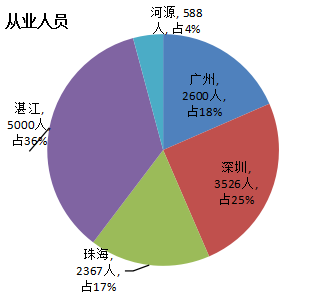 从业人员
河源, 588
人, 占4%
广州,
2600人,
占18%
深圳,
3526人,
占25%
珠海,
2367人,
占17%
湛江,
5000人,
占36%